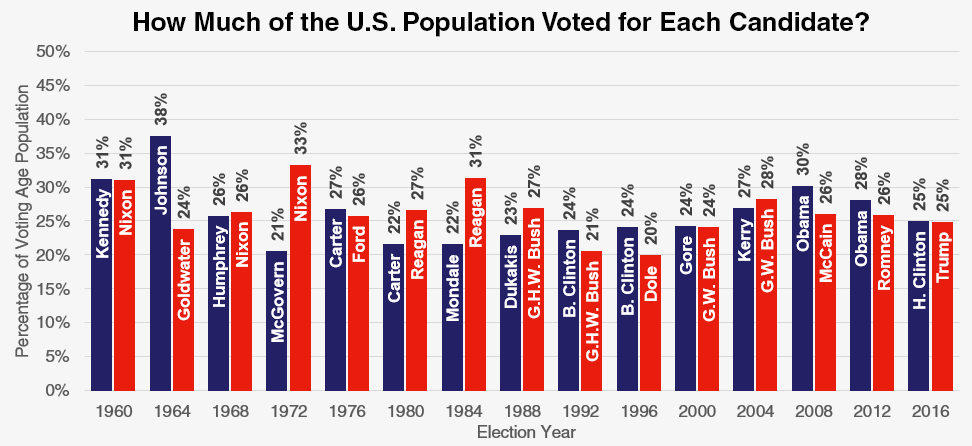 How Much of the U.S. Population Voted for Each Candidate?
Percentage of Voting Age Population
50%
45%
40%
35%
30%
25%
20%
15%
10%
5%
0%
31%
Kennedy
31%
Nixon
38%
Johnson
24%
Goldwater
26%
Humphrey
26%
Nixon
21%
McGovern
33%
Nixon
27%
Carter
26%
Ford
22%
Carter
27%
Reagan
22%
Mondale
31%
Reagan
23%
Dukakis
27%
G.H.W. Bush
24%
B. Clinton
21%
G.H.W. Bush
24%
B. Clinton
20%
Dole
24%
Gore
24%
G.W. Bush
27%
Kerry
28%
G.W. Bush
30%
Obama
26%
McCain
28%
Obama
26%
Romney
25%
H. Clinton
25%
Trump
1960 1964 1968 1972 1976 1980 1984 1988 1992 1996 2000 2004 2008 2012 2016
Election Year